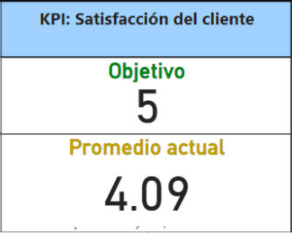 KPI: Satisfacción del cliente
Objetivo
5
Promedio actual
4.09